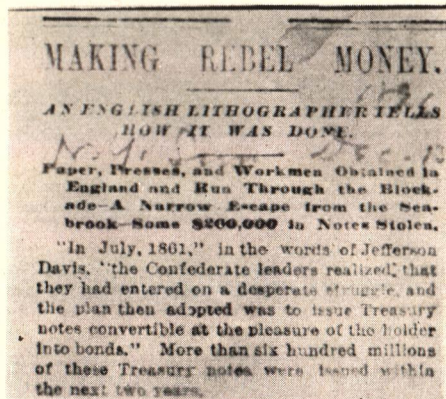 MAKING REBEL MONEY.
1896
AN ENGLISH LITHOGRAPHER TELLS
HOW IT WAS DONE.
N. Y. Sun Dec. 13
Paper, Presses, and Workmen Obtained in
England and Run Through the Block-
ade—A Narrow Escape from the Sea-
brook—Some $200,000 in Notes Stolen.
"In July, 1861," in the words of Jefferson
Davis, "the Confederate leaders realized that
they had entered on a desperate struggle, and
the plan then adopted was to issue Treasury
notes convertible at the pleasure of the holder
into bonds." More than six hundred millions
of these Treasury notes were issued within
the next two years.